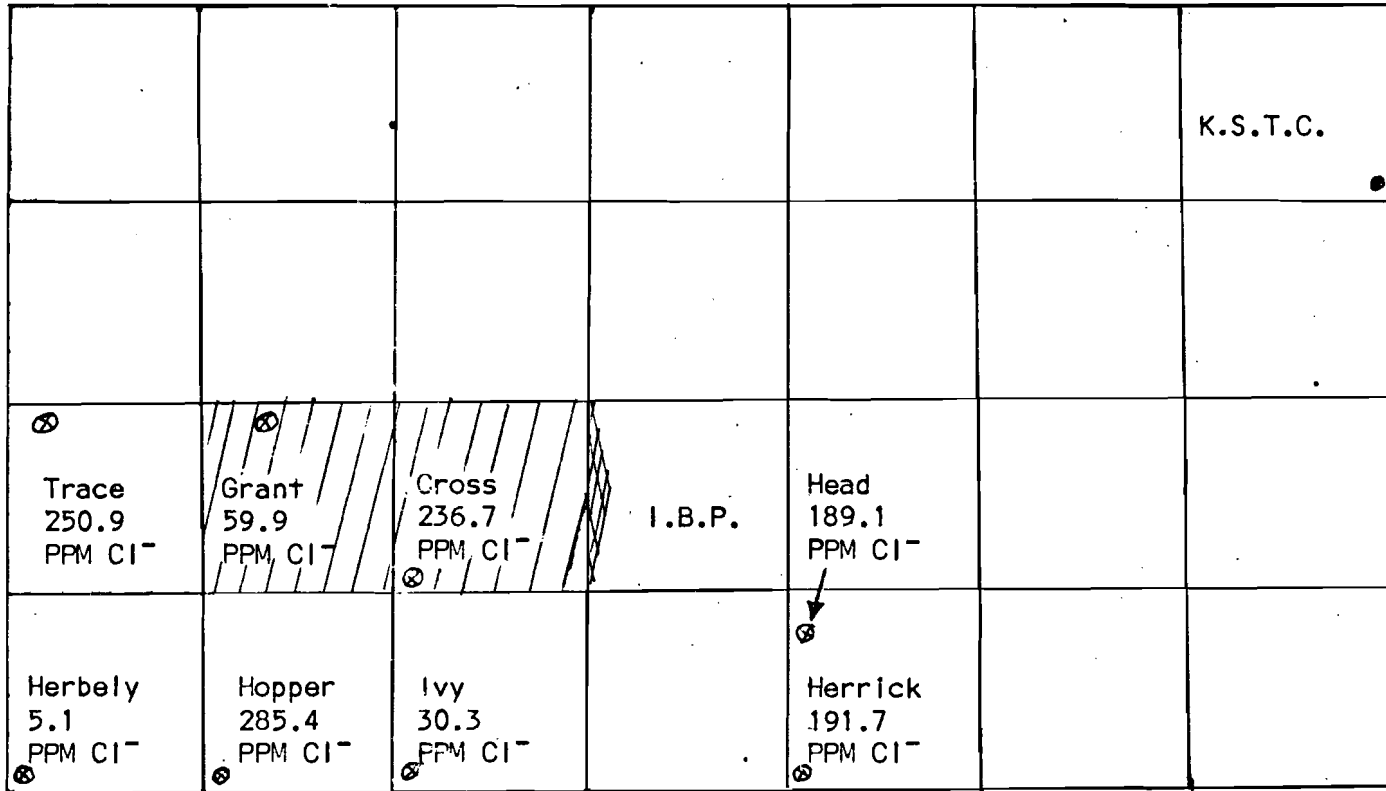 K.S.T.C.
Trace
250.9
PPM Cl⁻
Grant
59.9
PPM Cl⁻
Cross
236.7
PPM Cl⁻
I.B.P.
Head
189.1
PPM Cl⁻
Herbely
5.1
PPM Cl⁻
Hopper
285.4
PPM Cl⁻
Ivy
30.3
PPM Cl⁻
Herrick
191.7
PPM Cl⁻